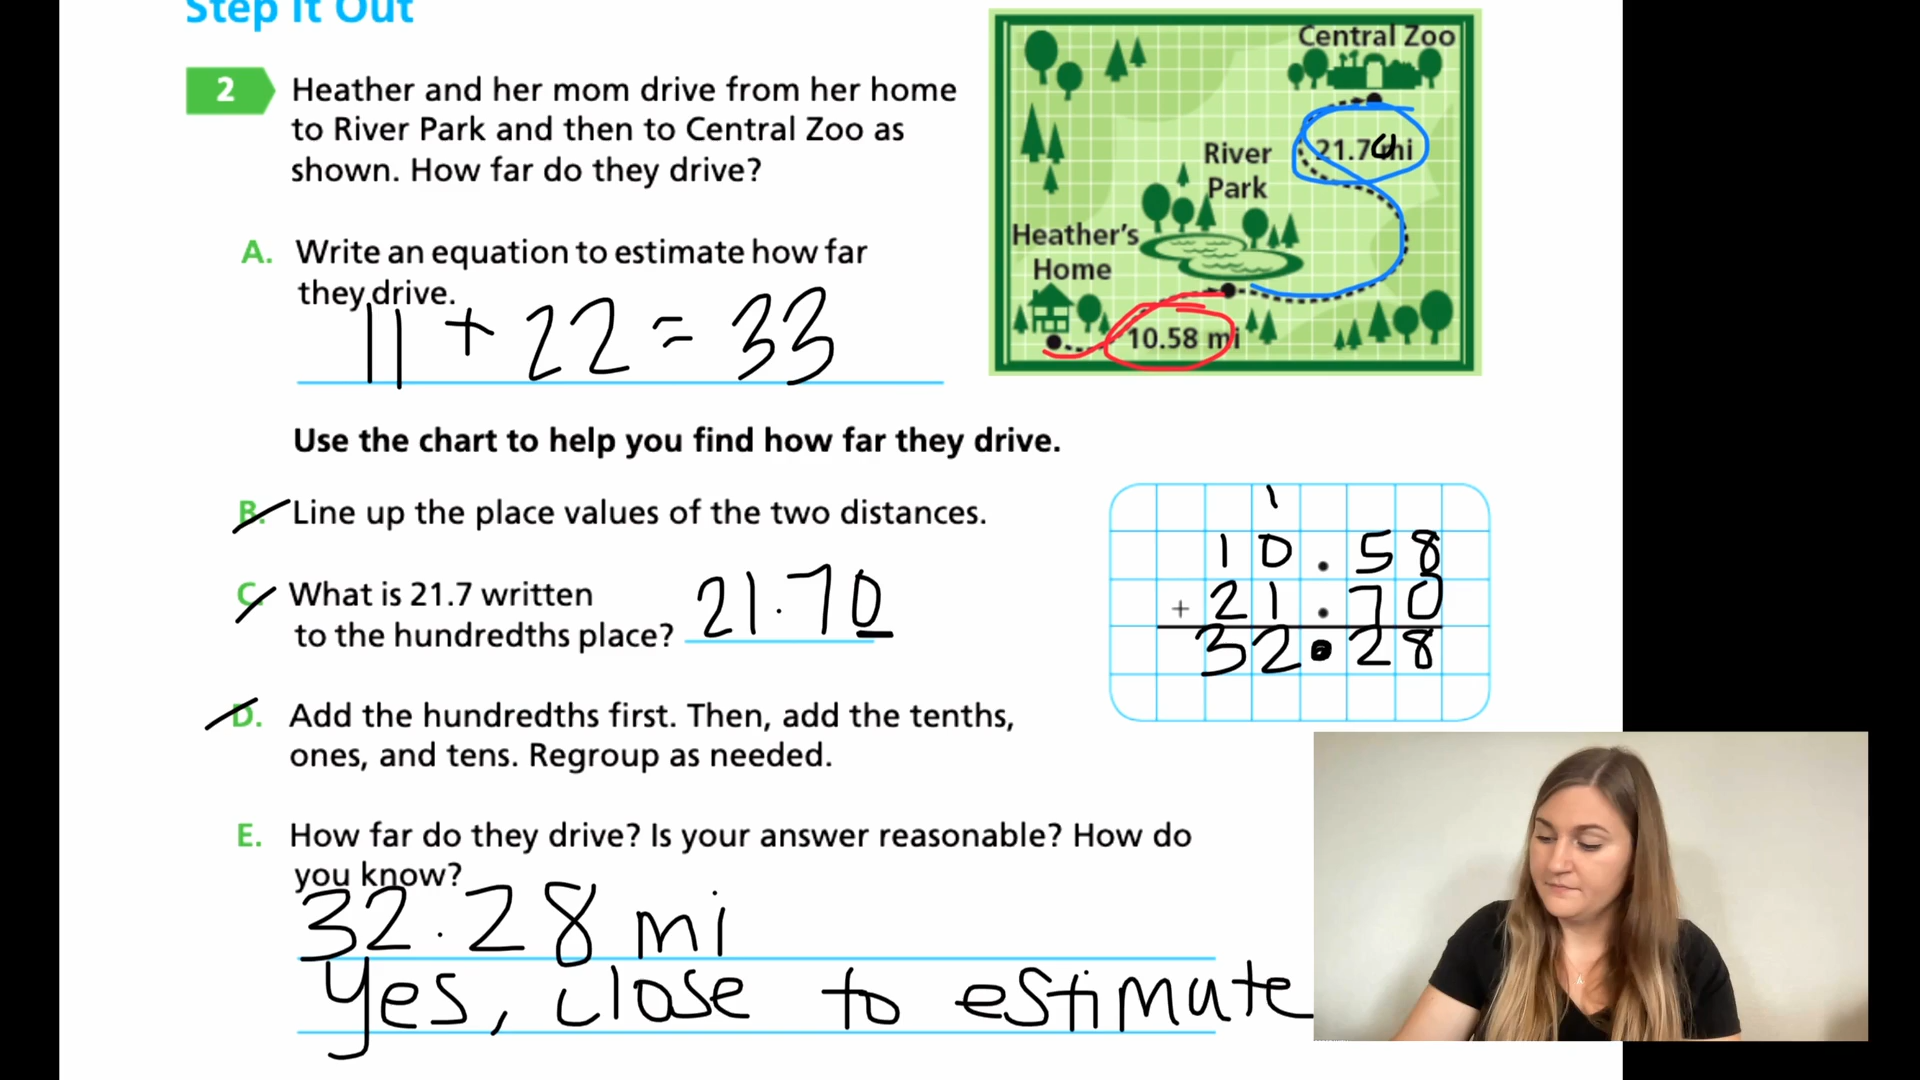 Step It Out
2
Heather and her mom drive from her home
to River Park and then to Central Zoo as
shown. How far do they drive?
Central Zoo
21.70 mi
River
Park
Heather's
Home
10.58 mi
A. Write an equation to estimate how far
they drive.
11 + 22 = 33
Use the chart to help you find how far they drive.
B. Line up the place values of the two distances.
C. What is 21.7 written
to the hundredths place? 21.70
1
10.58
+ 21.70
32.28
D. Add the hundredths first. Then, add the tenths,
ones, and tens. Regroup as needed.
E. How far do they drive? Is your answer reasonable? How do
you know?
32.28 mi
Yes, close to estimate